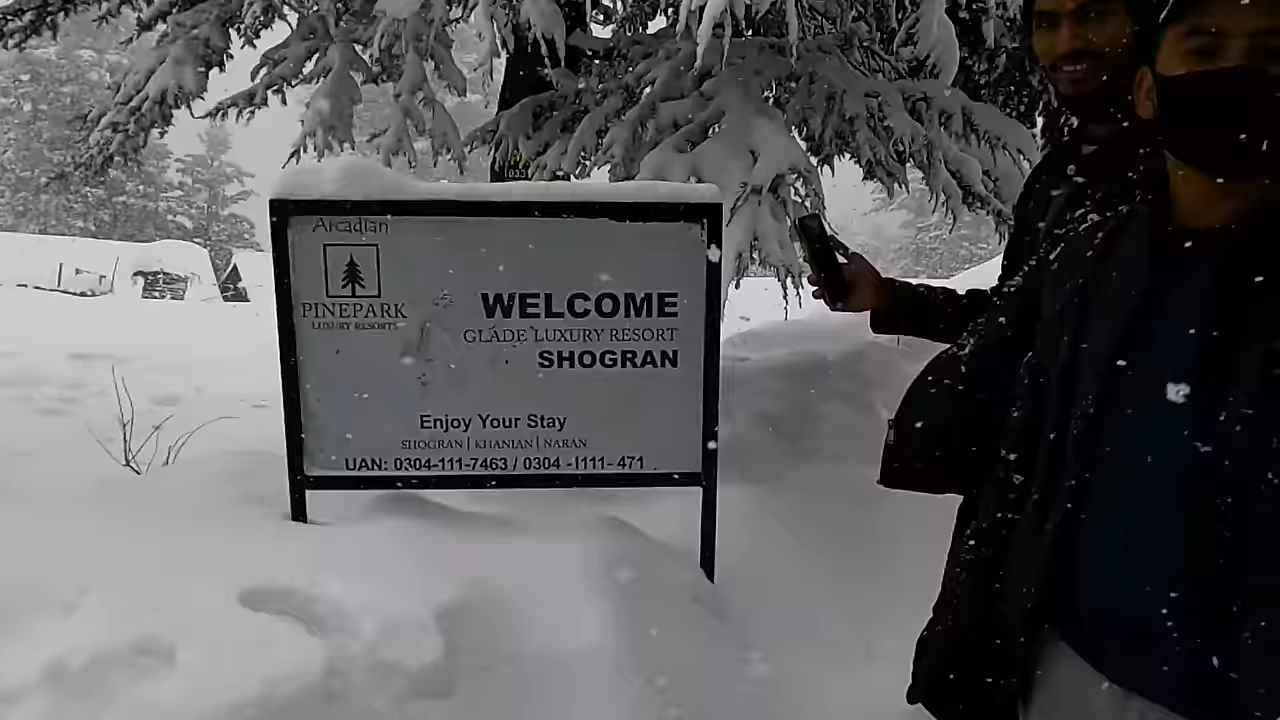 1033
Arcadian
PINEPARK
LUXURY RESORTS
WELCOME
GLADE LUXURY RESORT
SHOGRAN
Enjoy Your Stay
SHOGRAN | KHANIAN | NARAN
UAN: 0304-111-7463 / 0304 -1111- 471